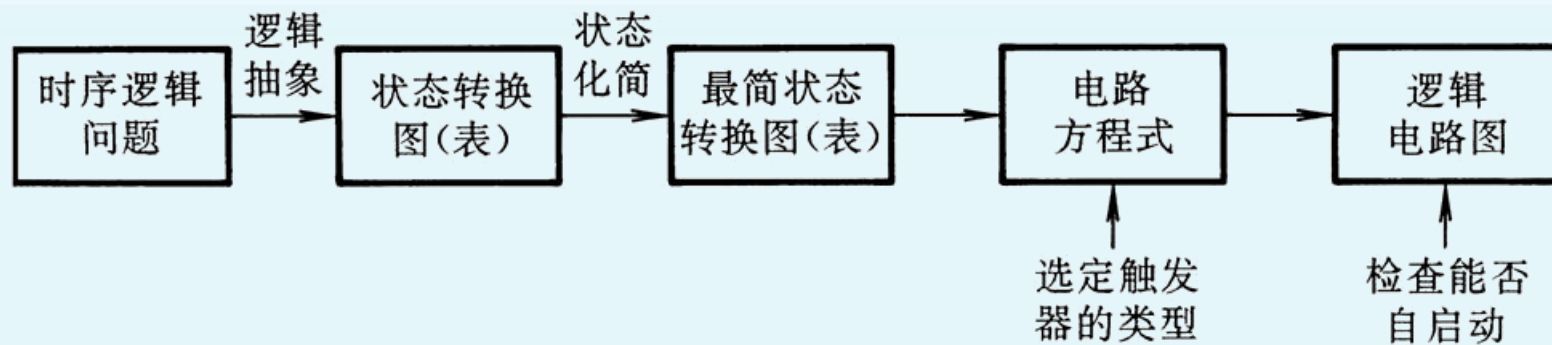 时序逻辑
问题
逻辑
抽象
状态转换
图(表)
状态
化简
最简状态
转换图(表)
电路
方程式
选定触发
器的类型
逻辑
电路图
检查能否
自启动